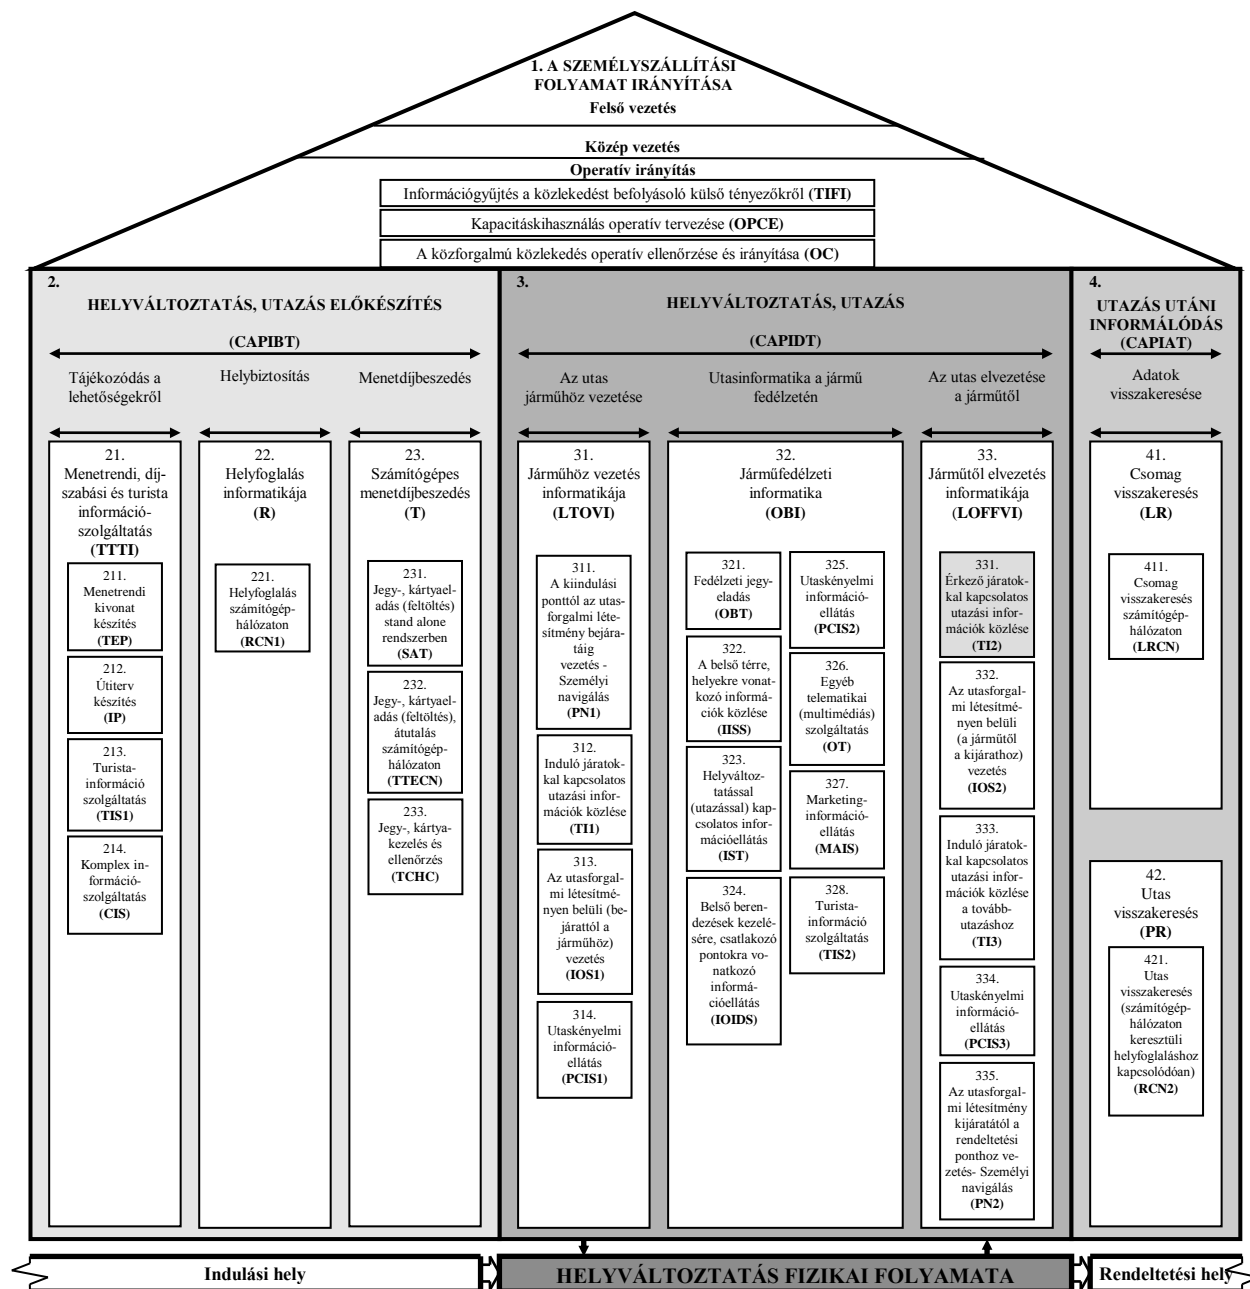 1. A SZEMÉLYSZÁLLÍTÁSI
FOLYAMAT IRÁNYÍTÁSA
Felső vezetés
Közép vezetés
Operatív irányítás
Információgyűjtés a közlekedést befolyásoló külső tényezőkről (TIFI)
Kapacitáskihasználás operatív tervezése (OPCE)
A közforgalmú közlekedés operatív ellenőrzése és irányítása (OC)
2.
HELYVÁLTOZTATÁS, UTAZÁS ELŐKÉSZÍTÉS
(CAPIBT)
Tájékozódás a
lehetőségekről
Helybiztosítás
Menetdíjbeszedés
21.
Menetrendi, díj-
szabási és turista
információ-
szolgáltatás
(TTTI)
211.
Menetrendi
kivonat
készítés
(TEP)
212.
Útiterv
készítés
(IP)
213.
Turista-
információ
szolgáltatás
(TIS1)
214.
Komplex in-
formáció-
szolgáltatás
(CIS)
22.
Helyfoglalás
informatikája
(R)
221.
Helyfoglalás
számítógép-
hálózaton
(RCN1)
23.
Számítógépes
menetdíjbeszedés
(T)
231.
Jegy-, kártyael-
adás (feltöltés)
stand alone
rendszerben
(SAT)
232.
Jegy-, kártyael-
adás (feltöltés),
átutalás
számítógép-
hálózaton
(TTECN)
233.
Jegy-, kártya-
kezelés és
ellenőrzés
(TCHC)
3.
HELYVÁLTOZTATÁS, UTAZÁS
(CAPIDT)
Az utas
járműhöz vezetése
Utasinformatika a jármű
fedélzetén
Az utas elvezetése
a járműtől
31.
Járműhöz vezetés
informatikája
(LTOVI)
311.
A kiindulási
ponttól az utas-
forgalmi léte-
sítmény bejára-
táig
vezetés -
Személyi
navigálás
(PN1)
312.
Induló járatok-
kal kapcsolatos
utazási infor-
mációk közlése
(TI1)
313.
Az utasforgal-
mi létesítmé-
nyen belüli (be-
járattól a
járműhöz)
vezetés
(IOS1)
314.
Utaskényelmi
információ-
ellátás
(PCIS1)
32.
Járműfedélzeti
informatika
(OBI)
321.
Fedélzeti jegy-
eladás
(OBT)
322.
A belső térre,
helyekre vonat-
kozó informáci-
ók közlése
(IISS)
323.
Helyváltoz-
tatással
(utazással) kap-
csolatos infor-
mációellátás
(IST)
324.
Belső beren-
dezések kezelé-
sére, csatlakozó
pontokra vo-
natkozó
informá-
cióellátás
(IOIDS)
325.
Utaskényelmi
információ-
ellátás
(PCIS2)
326.
Egyéb
telematikai
(multimédiás)
szolgáltatás
(OT)
327.
Marketing-
információ-
ellátás
(MAIS)
328.
Turista-
információ
szolgáltatás
(TIS2)
33.
Járműtől elvezetés
informatikája
(LOFFVI)
331.
Érkező járatok-
kal kapcsolatos
utazási infor-
mációk közlése
(TI2)
332.
Az utasforgal-
mi létesítmé-
nyen belüli
(a járműtől
a kijárathoz)
vezetés
(IOS2)
333.
Induló járatok-
kal kapcsolatos
utazási infor-
mációk közlése
a tovább-
utazáshoz
(TI3)
334.
Utaskényelmi
információ-
ellátás
(PCIS3)
335.
Az utasforgal-
mi létesítmény
kijáratától a
rendeltetési
ponthoz ve-
zetés- Személyi
navigálás
(PN2)
4.
UTAZÁS UTÁNI
INFORMÁLÓDÁS
(CAPIAT)
Adatok
visszakeresése
41.
Csomag
visszakeresés
(LR)
411.
Csomag
visszakeresés
számítógép-
hálózaton
(LRCN)
42.
Utas
visszakeresés
(PR)
421.
Utas
visszakeresés
(számítógép-
hálózaton
keresztüli
helyfoglaláshoz
kapcsolódóan)
(RCN2)
Indulási hely
HELYVÁLTOZTATÁS FIZIKAI FOLYAMATA
Rendeltetési hely